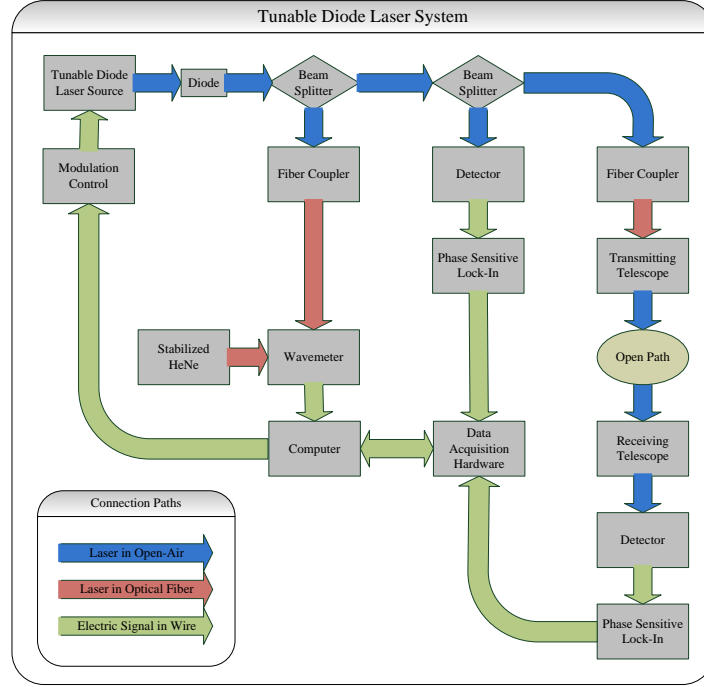 Tunable Diode Laser System
Tunable Diode
Laser Source
Diode
Beam
Splitter
Beam
Splitter
Modulation
Control
Fiber Coupler
Detector
Fiber Coupler
Phase Sensitive
Lock-In
Transmitting
Telescope
Stabilized
HeNe
Wavemeter
Open Path
Computer
Data
Acquisition
Hardware
Receiving
Telescope
Connection Paths
Laser in Open-Air
Laser in Optical Fiber
Electric Signal in Wire
Detector
Phase Sensitive
Lock-In